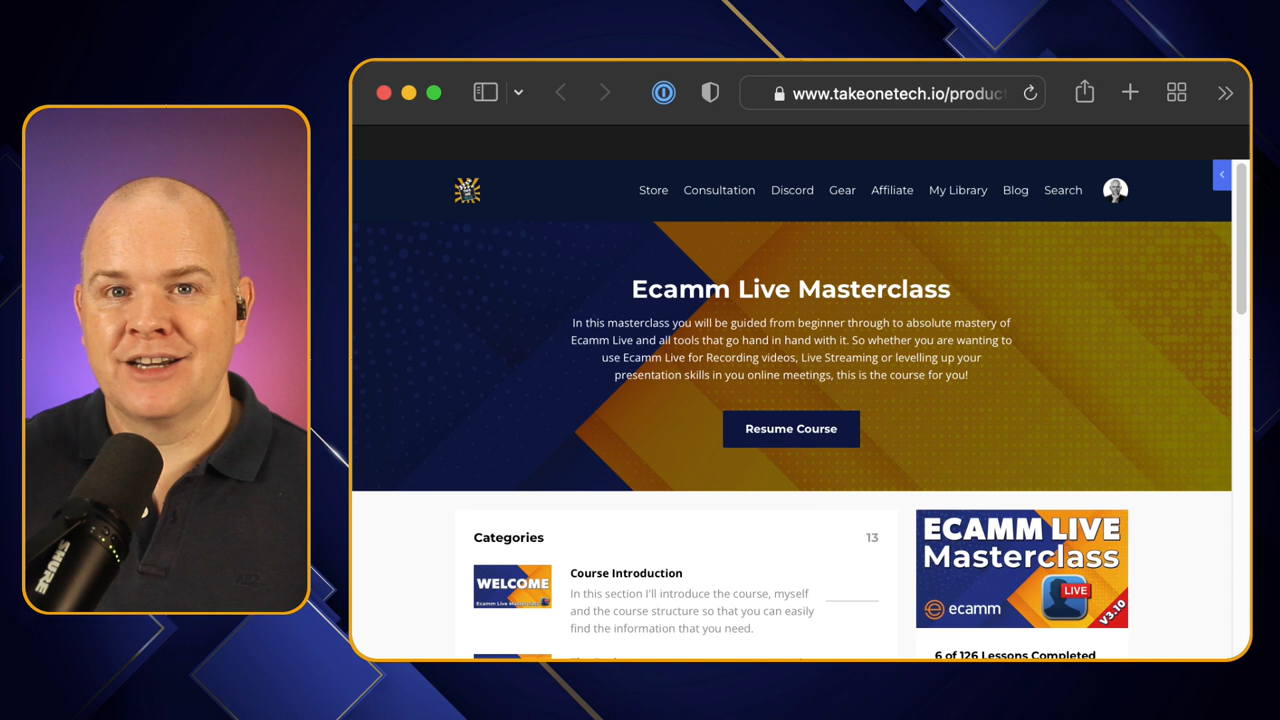 SHURE
www.takeonetech.io/produc
Store Consultation Discord Gear Affiliate My Library Blog Search
Ecamm Live Masterclass
In this masterclass you will be guided from beginner through to absolute mastery of
Ecamm Live and all tools that go hand in hand with it. So whether you are wanting to
use Ecamm Live for Recording videos, Live Streaming or levelling up your
presentation skills in you online meetings, this is the course for you!
Resume Course
Categories 13
WELCOME
Ecamm Live Masterclass
Course Introduction
In this section I'll introduce the course, myself
and the course structure so that you can easily
find the information that you need.
ECAMM LIVE
Masterclass
LIVE
ecamm
V3.10
6 of 126 Lessons Completed